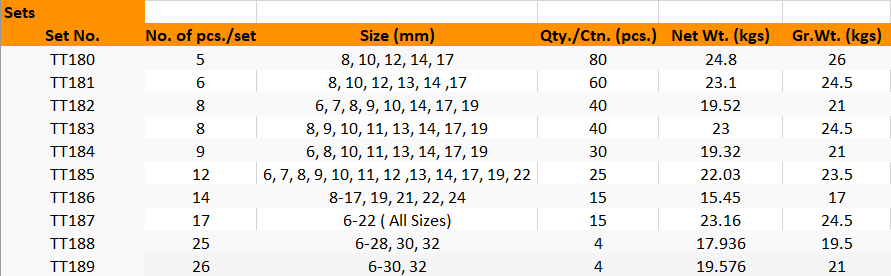 Sets
Set No. No. of pcs./set Size (mm) Qty./Ctn. (pcs.) Net Wt. (kgs) Gr.Wt. (kgs)
TT180 5 8, 10, 12, 14, 17 80 24.8 26
TT181 6 8, 10, 12, 13, 14 ,17 60 23.1 24.5
TT182 8 6, 7, 8, 9, 10, 14, 17, 19 40 19.52 21
TT183 8 8, 9, 10, 11, 13, 14, 17, 19 40 23 24.5
TT184 9 6, 8, 10, 11, 13, 14, 16, 17, 19 30 19.32 21
TT185 12 6, 7, 8, 9, 10, 11, 12 ,13, 14, 17, 19, 22 25 22.03 23.5
TT186 14 8-17, 19, 21, 22, 24 15 15.45 17
TT187 17 6-22 ( All Sizes) 15 23.16 24.5
TT188 25 6-28, 30, 32 4 17.936 19.5
TT189 26 6-30, 32 4 19.576 21